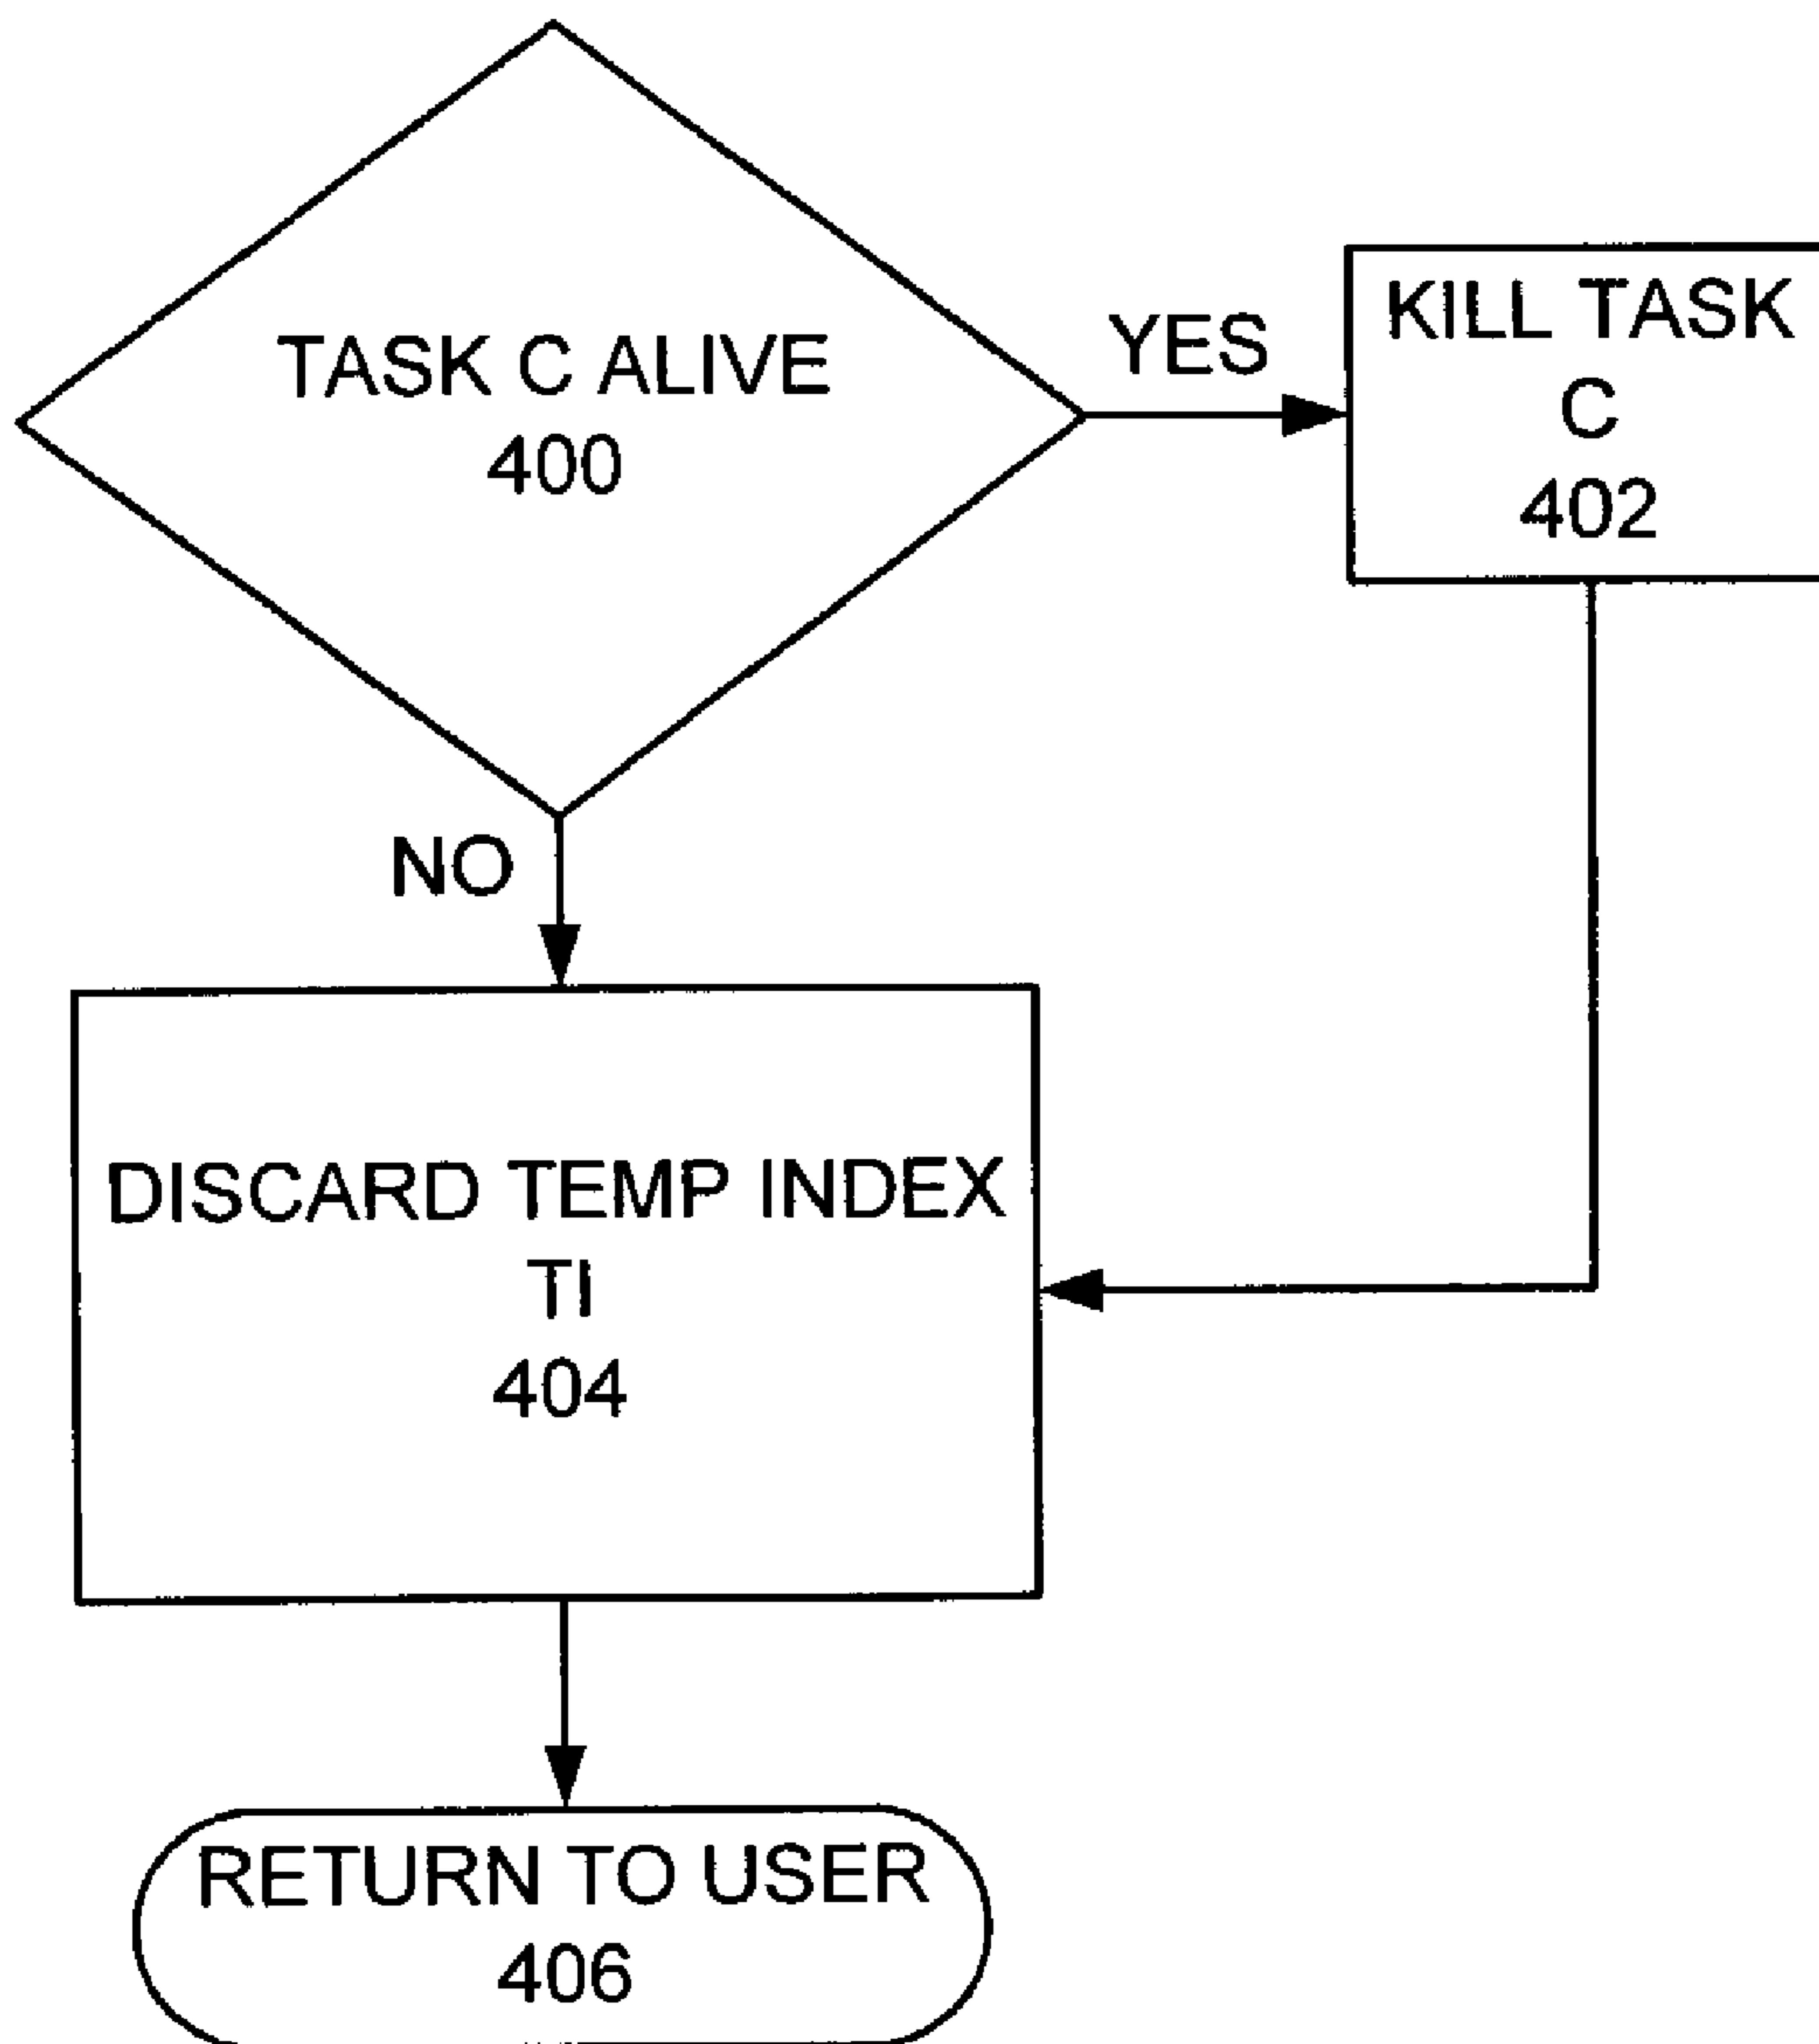 TASK C ALIVE
400
YES
KILL TASK
C
402
NO
DISCARD TEMP INDEX
TI
404
RETURN TO USER
406